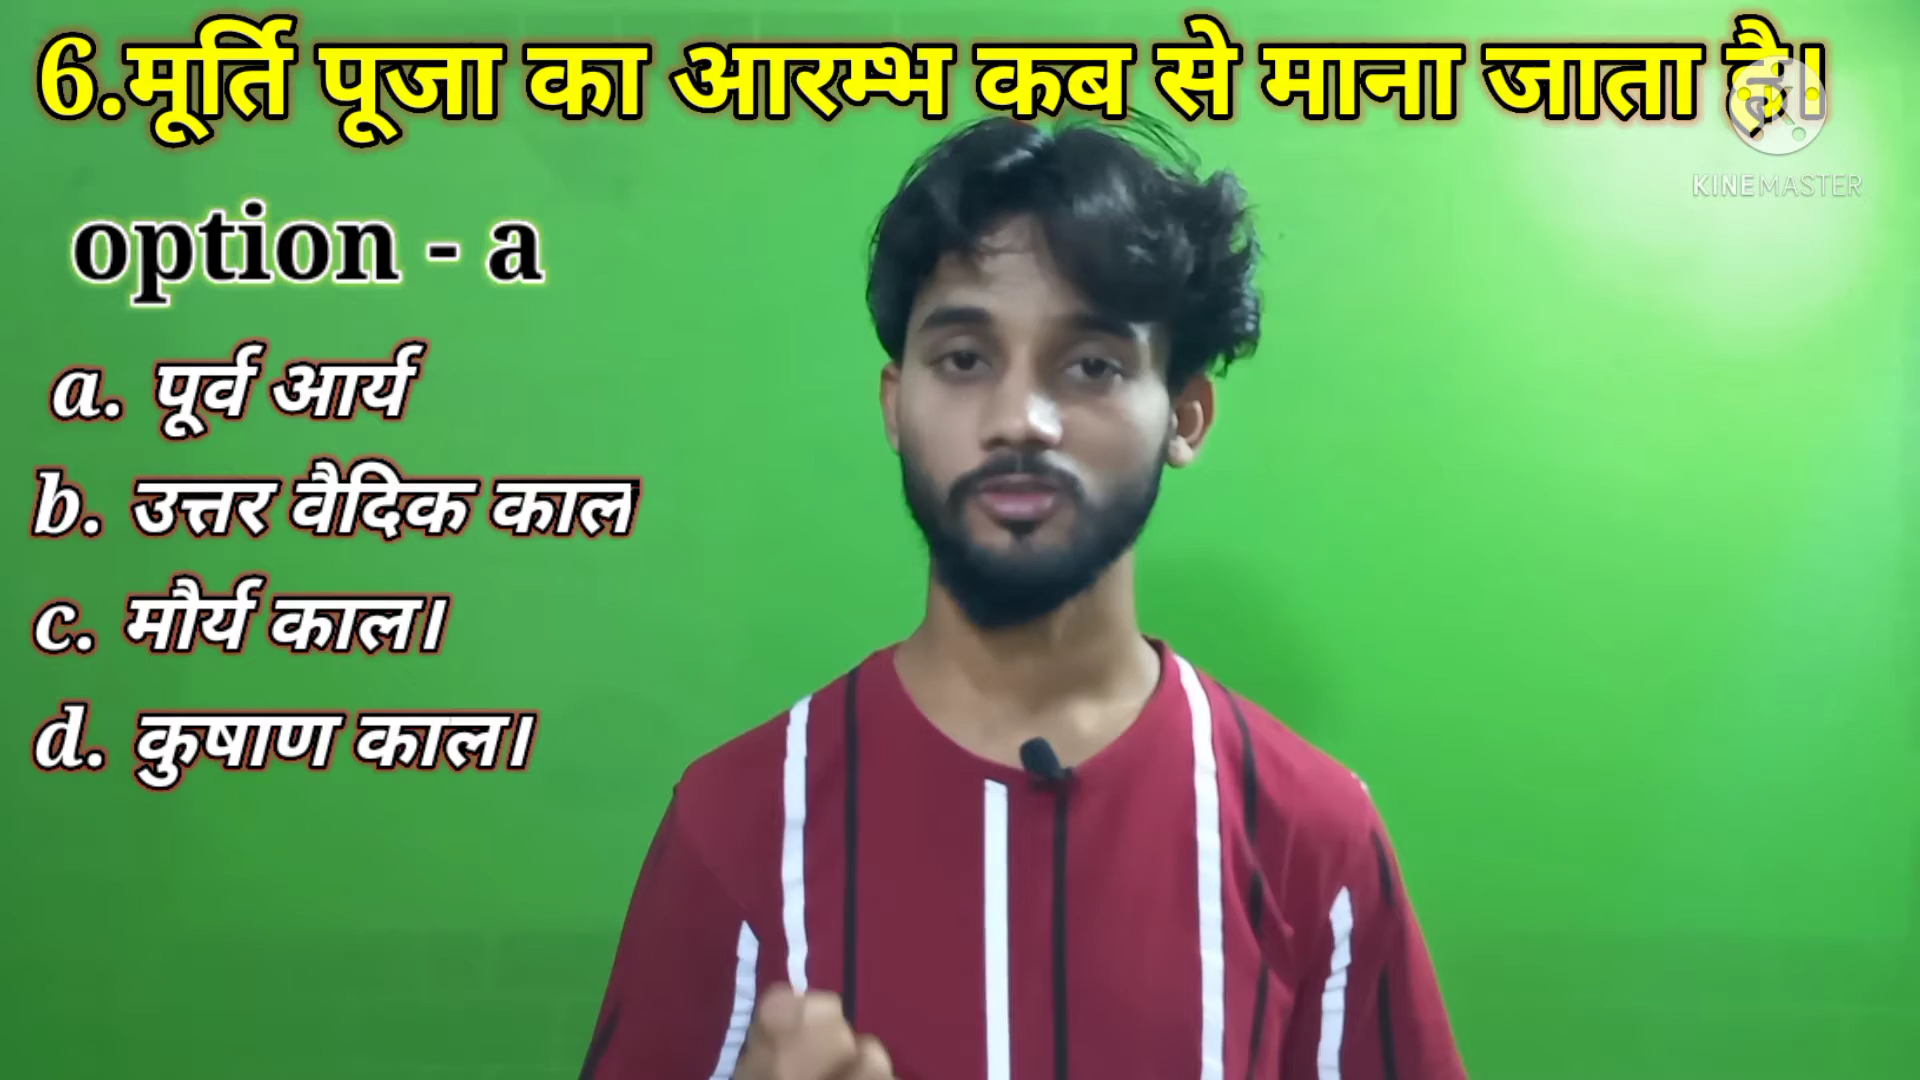 6.मूर्ति पूजा का आरम्भ कब से माना जाता है।
KINEMASTER
option - a
a. पूर्व आर्य
b. उत्तर वैदिक काल
c. मौर्य काल।
d. कुषाण काल।